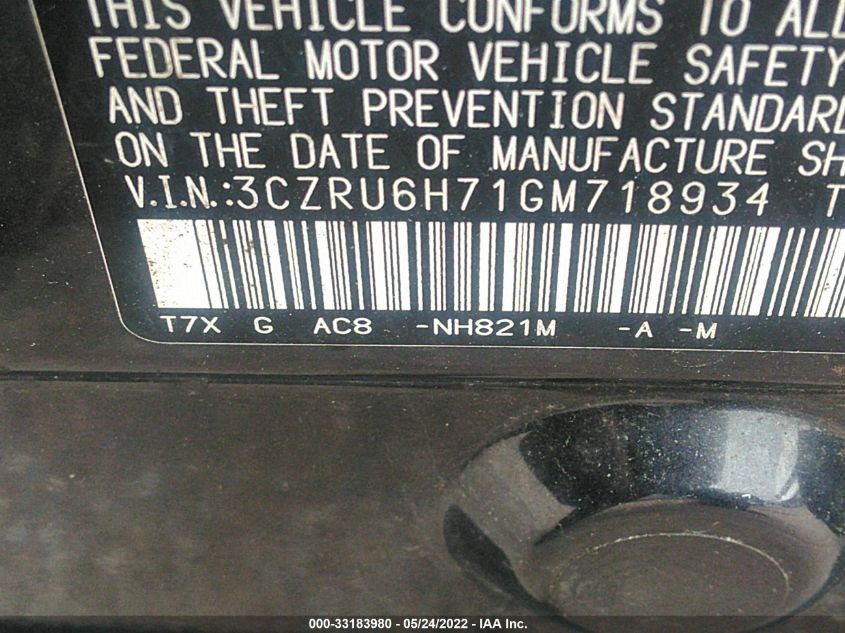 THIS VEHICLE CONFORMS TO ALL
FEDERAL MOTOR VEHICLE SAFETY
AND THEFT PREVENTION STANDARD
ON THE DATE OF MANUFACTURE SH
V.I.N.:3CZRU6H71GM718934 T
T7X G AC8 -NH821M -A -M
000-33183980 - 05/24/2022 - IAA Inc.